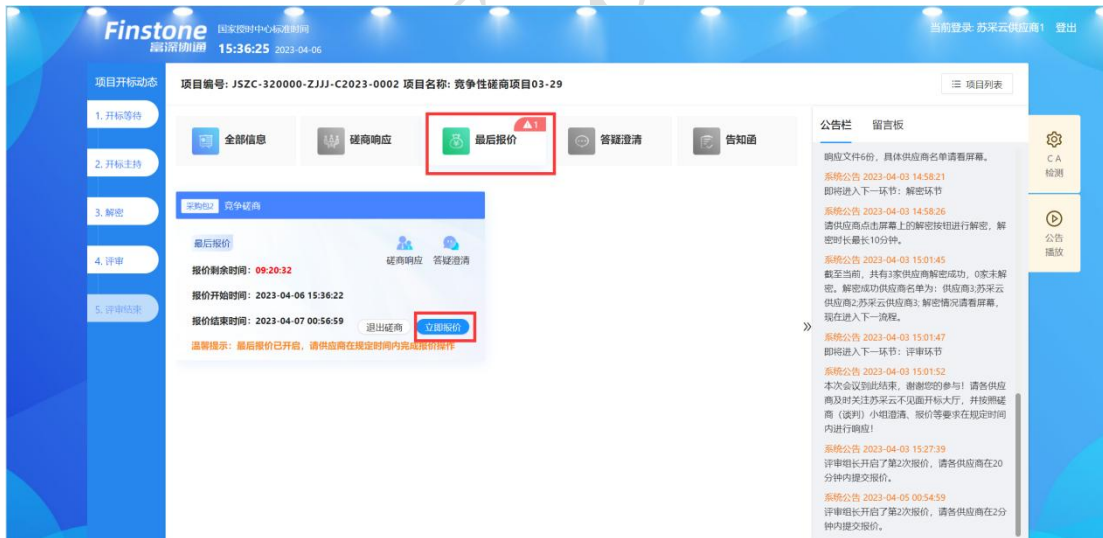 Finstone
富深协通
国家授时中心标准时间
15:36:25 2023-04-06
当前登录: 苏采云供应商1 登出
项目开标动态
1. 开标等待
2. 开标主持
3. 解密
4. 评审
5. 评审结束
项目编号: JSZC-320000-ZJJJ-C2023-0002 项目名称: 竞争性磋商项目03-29
项目列表
全部信息
磋商响应
最后报价
1
答疑澄清
告知函
采购包2 竞争磋商
最后报价
磋商响应
答疑澄清
报价剩余时间: 09:20:32
报价开始时间: 2023-04-06 15:36:22
报价结束时间: 2023-04-07 00:56:59
退出磋商
立即报价
温馨提示: 最后报价已开启, 请供应商在规定时间内完成报价操作
公告栏
留言板
响应文件6份, 具体供应商名单请看屏幕。
系统公告 2023-04-03 14:58:21
即将进入下一环节: 解密环节
系统公告 2023-04-03 14:58:26
请供应商点击屏幕上的解密按钮进行解密, 解
密时长最长10分钟。
系统公告 2023-04-03 15:01:45
截至当前, 共有3家供应商解密成功, 0家未解
密。解密成功供应商名单为: 供应商3;苏采云
供应商2;苏采云供应商3; 解密情况请看屏幕,
现在进入下一流程。
系统公告 2023-04-03 15:01:47
即将进入下一环节: 评审环节
系统公告 2023-04-03 15:01:52
本次会议到此结束, 谢谢您的参与! 请各供应
商及时关注苏采云不见面开标大厅, 并按照磋
商（谈判）小组澄清、报价等要求在规定时间
内进行响应!
系统公告 2023-04-03 15:27:39
评审组长开启了第2次报价, 请各供应商在20
分钟内提交报价。
系统公告 2023-04-05 00:54:59
评审组长开启了第2次报价, 请各供应商在2分
钟内提交报价。
CA
检测
公告
播放